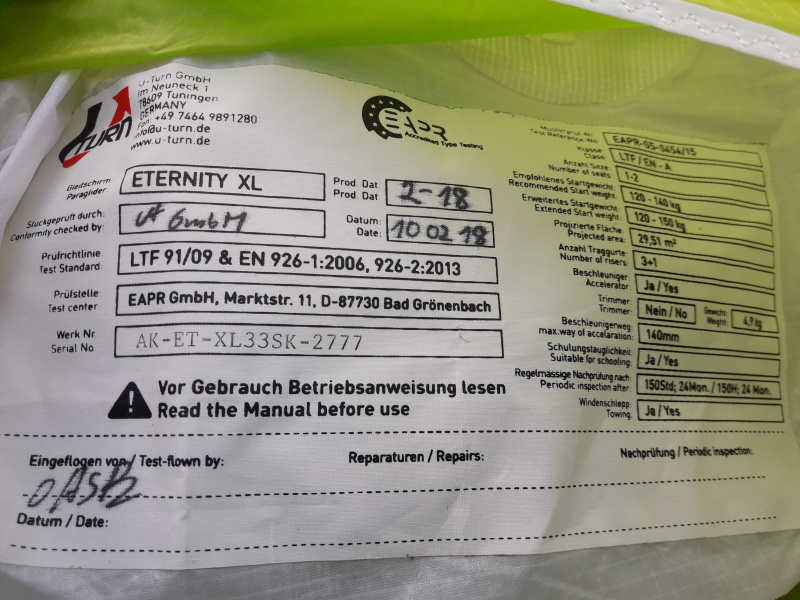 U-TURN
U-Turn GmbH
Im Neuneck 1
78609 Tuningen
GERMANY
Fon: +49 7464 9891280
info@u-turn.de
www.u-turn.de
EAPR
Accredited Type Testing
Gleitschirm
Paraglider:
ETERNITY XL
Prod. Dat
Prod. Dat.
2-18
Stückgeprüft durch:
Conformity checked by:
GmbH
Datum:
Date:
10 02 18
Prüfrichtlinie
Test Standard:
LTF 91/09 & EN 926-1:2006, 926-2:2013
Prüfstelle
Test center:
EAPR GmbH, Marktstr. 11, D-87730 Bad Grönenbach
Werk Nr.
Serial No.
AK-ET-XL33SK-2777
Vor Gebrauch Betriebsanweisung lesen
Read the Manual before use
Musterprüf-Nr
Test Reference-No:
EAPR-GS-0454/15
Klasse
Class
LTF / EN - A
Anzahl Sitze
Number of seats:
1-2
Empfohlenes Startgewicht
Recommended Start weight:
120 - 140 kg
Erweitertes Startgewicht
Extended Start weight:
120 - 150 kg
Projizierte Fläche:
Projected area:
29,51 m²
Anzahl Traggurte:
Number of risers:
3+1
Beschleuniger:
Accelerator:
Ja / Yes
Trimmer:
Trimmer:
Nein / No
Gewicht:
Weight:
4,9 kg
Beschleunigerweg:
max.way of accelaration:
140mm
Schulungstauglichkeit:
Suitable for schooling:
Ja / Yes
Regelmässige Nachprüfung nach:
Periodic inspection after:
150Std; 24Mon. / 150H; 24 Mon.
Windenschlepp:
Towing:
Ja / Yes
Eingeflogen von / Test-flown by:
Reparaturen / Repairs:
Nachprüfung / Periodic inspection:
Datum / Date: